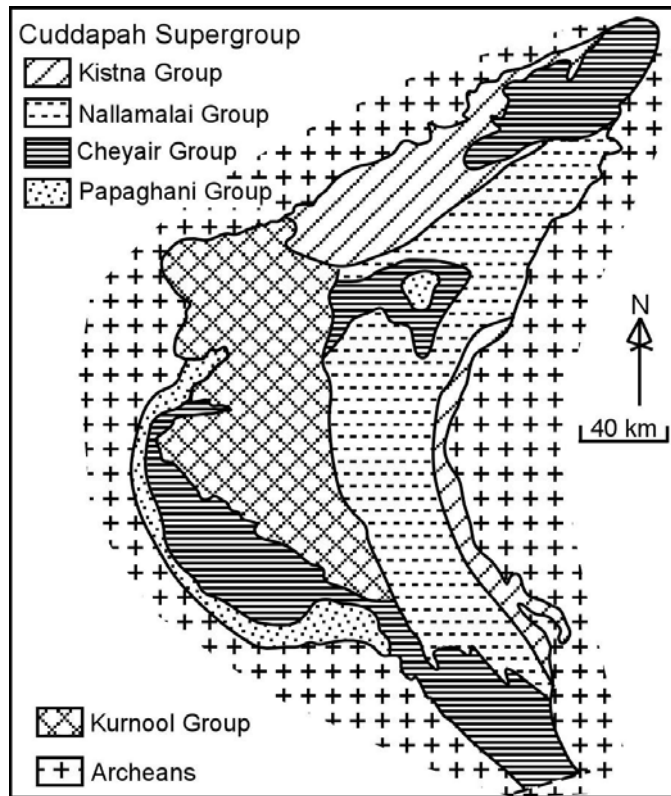 Cuddapah Supergroup
Kistna Group
Nallamalai Group
Cheyair Group
Papaghani Group
N
40 km
Kurnool Group
Archeans